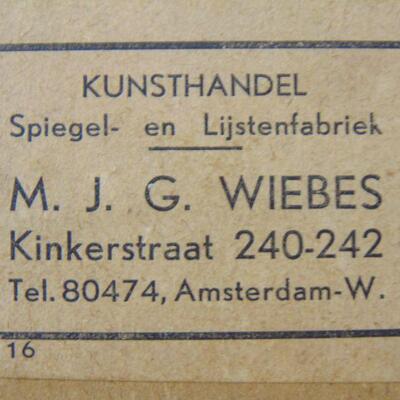 KUNSTHANDEL
Spiegel- en Lijstenfabriek
M. J. G. WIEBES
Kinkerstraat 240-242
Tel. 80474, Amsterdam-W.
16